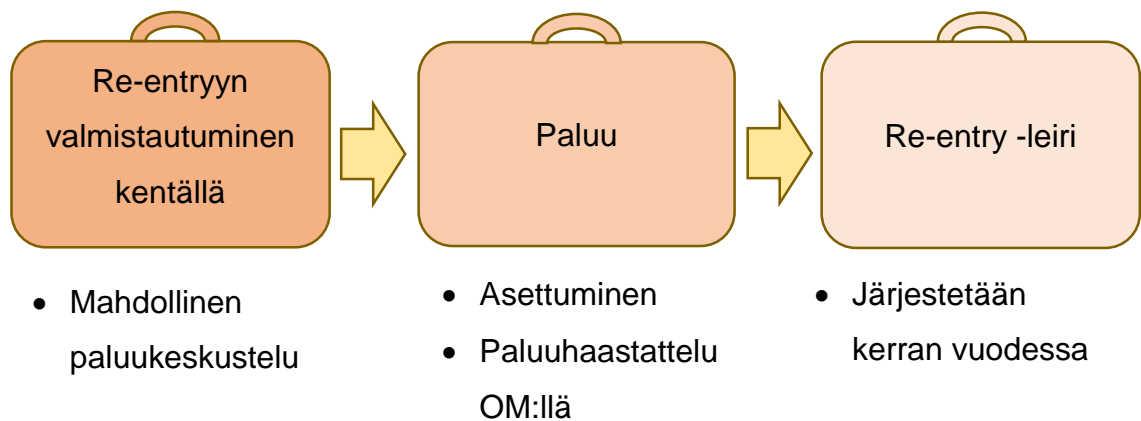 Re-entryyn
valmistautuminen
kentällä
Paluu
Re-entry -leiri
• Mahdollinen
paluukeskustelu
• Asettuminen
• Paluuhaastattelu
OM:llä
• Järjestetään
kerran vuodessa